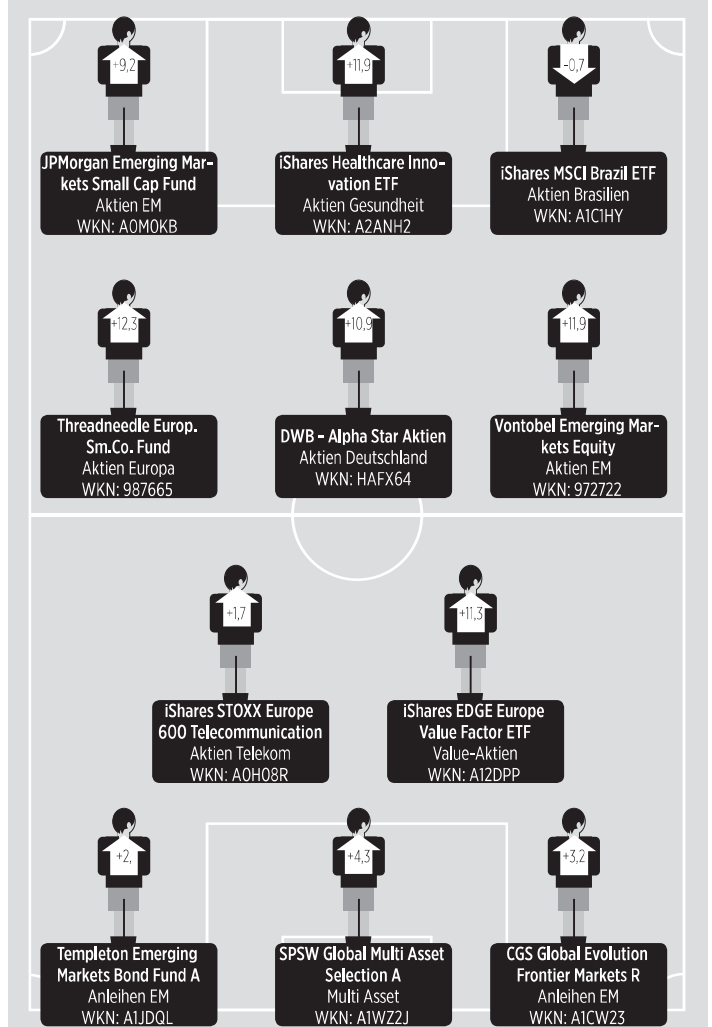 +9,2
JPMorgan Emerging Mar-
kets Small Cap Fund
Aktien EM
WKN: A0M0KB
+11,9
iShares Healthcare Inno-
vation ETF
Aktien Gesundheit
WKN: A2ANH2
-0,7
iShares MSCI Brazil ETF
Aktien Brasilien
WKN: A1C1HY
+12,3
Threadneedle Europ.
Sm.Co. Fund
Aktien Europa
WKN: 987665
+10,9
DWB - Alpha Star Aktien
Aktien Deutschland
WKN: HAFX64
+11,9
Vontobel Emerging Mar-
kets Equity
Aktien EM
WKN: 972722
+1,7
iShares STOXX Europe
600 Telecommunication
Aktien Telekom
WKN: A0H08R
+11,3
iShares EDGE Europe
Value Factor ETF
Value-Aktien
WKN: A12DPP
+2,
Templeton Emerging
Markets Bond Fund A
Anleihen EM
WKN: A1JDQL
+4,3
SPSW Global Multi Asset
Selection A
Multi Asset
WKN: A1WZ2J
+3,2
CGS Global Evolution
Frontier Markets R
Anleihen EM
WKN: A1CW23